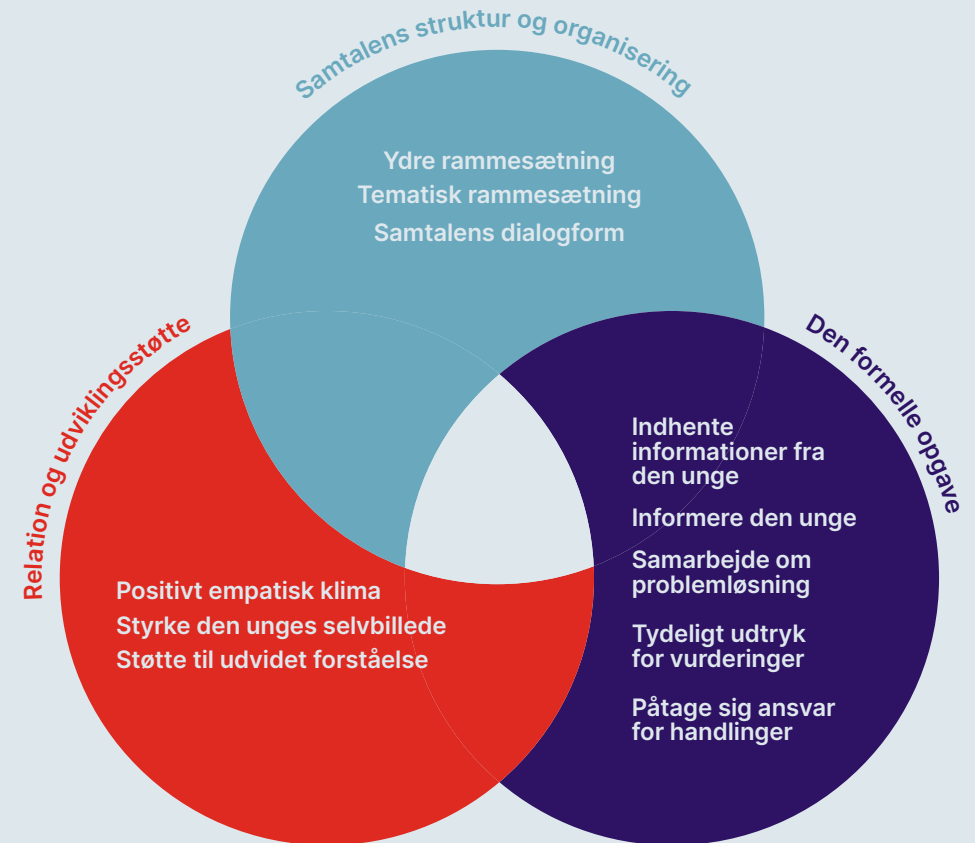 Samtalens struktur og organisering
Ydre rammesætning
Tematisk rammesætning
Samtalens dialogform
Relation og udviklingsstøtte
Positivt empatisk klima
Styrke den unges selvbillede
Støtte til udvidet forståelse
Den formelle opgave
Indhente
informationer fra
den unge
Informere den unge
Samarbejde om
problemløsning
Tydeligt udtryk
for vurderinger
Påtage sig ansvar
for handlinger